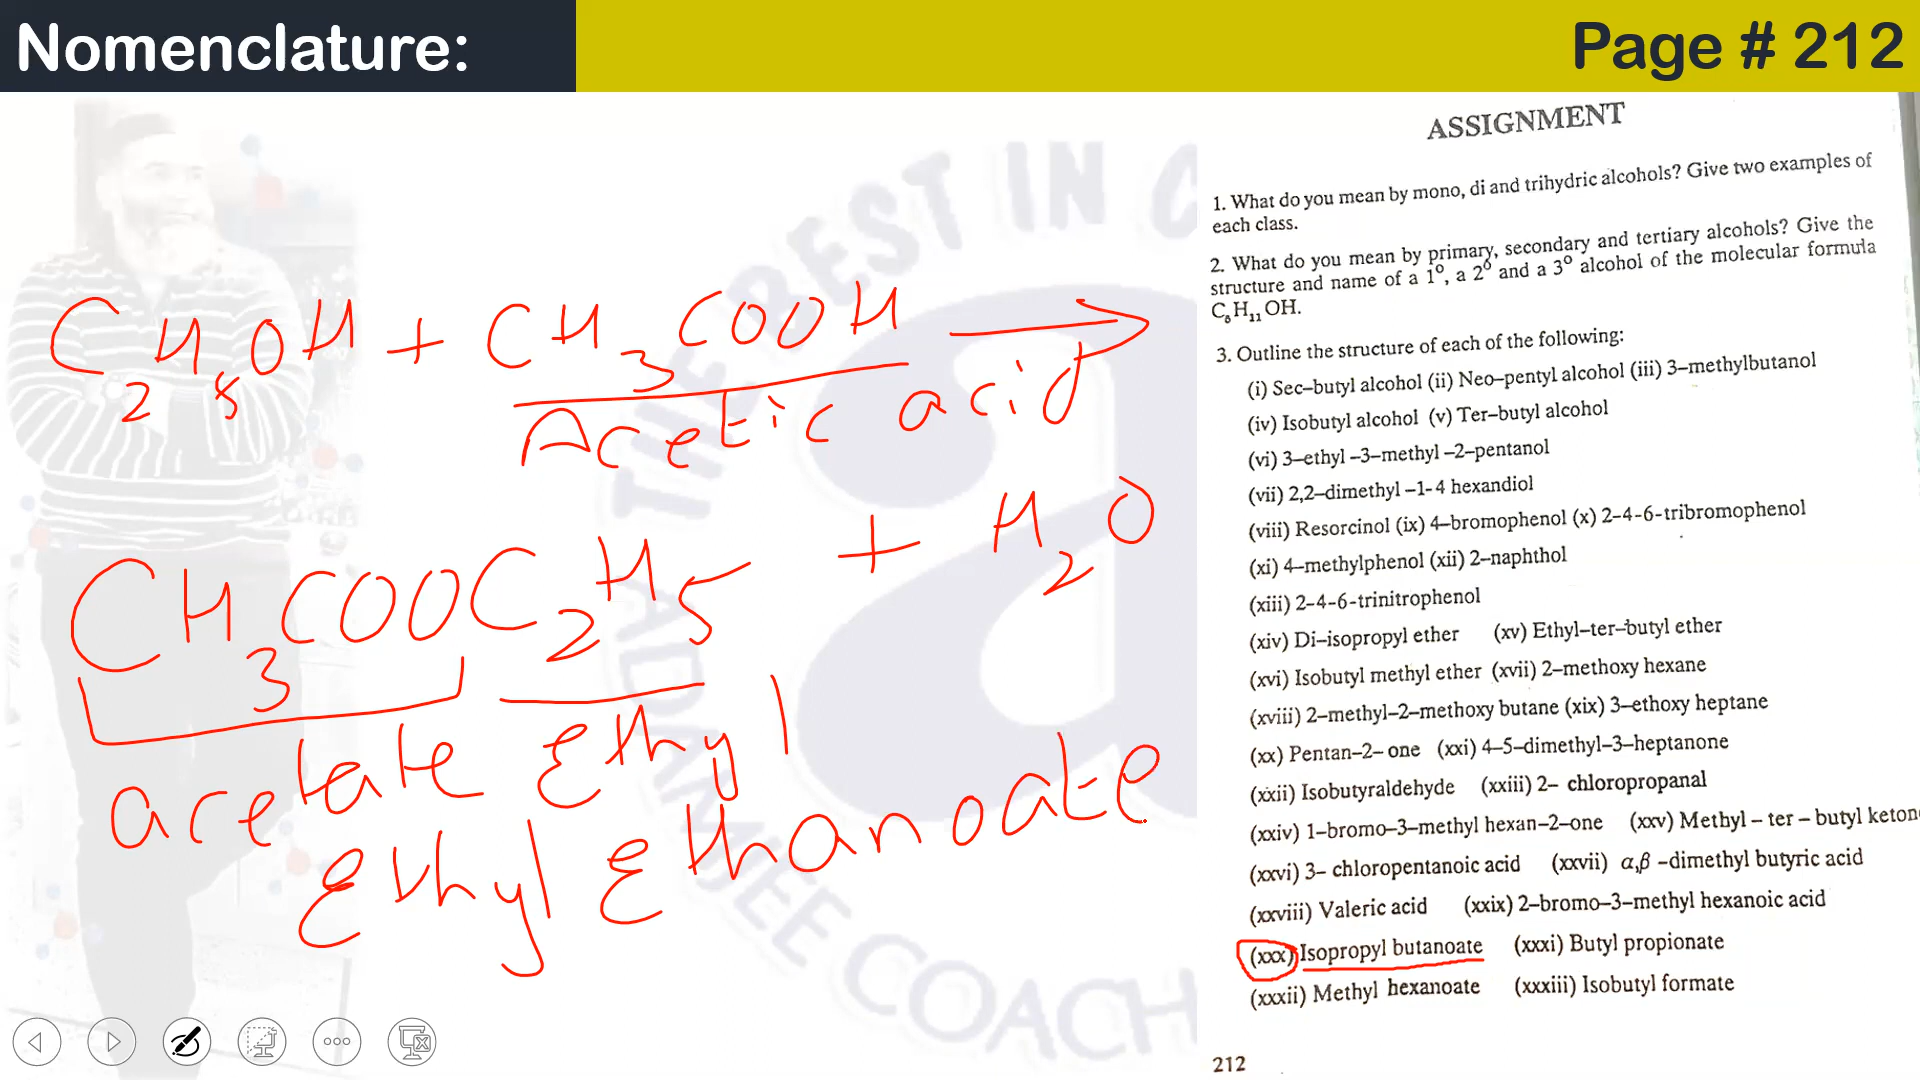 Nomenclature:
Page # 212
C2H5OH + CH3COOH →
Acetic acid
CH3COOC2H5 + H2O
acetate Ethyl
Ethyl Ethanoate
THE BEST IN C
ADAMJEE COACH
ASSIGNMENT
1. What do you mean by mono, di and trihydric alcohols? Give two examples of
each class.
2. What do you mean by primary, secondary and tertiary alcohols? Give the
structure and name of a 1°, a 2° and a 3° alcohol of the molecular formula
C6H11OH.
3. Outline the structure of each of the following:
(i) Sec–butyl alcohol (ii) Neo–pentyl alcohol (iii) 3–methylbutanol
(iv) Isobutyl alcohol (v) Ter–butyl alcohol
(vi) 3–ethyl –3–methyl –2–pentanol
(vii) 2,2–dimethyl –1- 4 hexandiol
(viii) Resorcinol (ix) 4–bromophenol (x) 2-4-6-tribromophenol
(xi) 4–methylphenol (xii) 2–naphthol
(xiii) 2-4-6-trinitrophenol
(xiv) Di–isopropyl ether (xv) Ethyl–ter–butyl ether
(xvi) Isobutyl methyl ether (xvii) 2–methoxy hexane
(xviii) 2–methyl–2–methoxy butane (xix) 3–ethoxy heptane
(xx) Pentan–2– one (xxi) 4–5–dimethyl–3–heptanone
(xxii) Isobutyraldehyde (xxiii) 2– chloropropanal
(xxiv) 1–bromo–3–methyl hexan–2–one (xxv) Methyl – ter – butyl keton
(xxvi) 3– chloropentanoic acid (xxvii) α,β –dimethyl butyric acid
(xxviii) Valeric acid (xxix) 2–bromo–3–methyl hexanoic acid
(xxx) Isopropyl butanoate (xxxi) Butyl propionate
(xxxii) Methyl hexanoate (xxxiii) Isobutyl formate
212